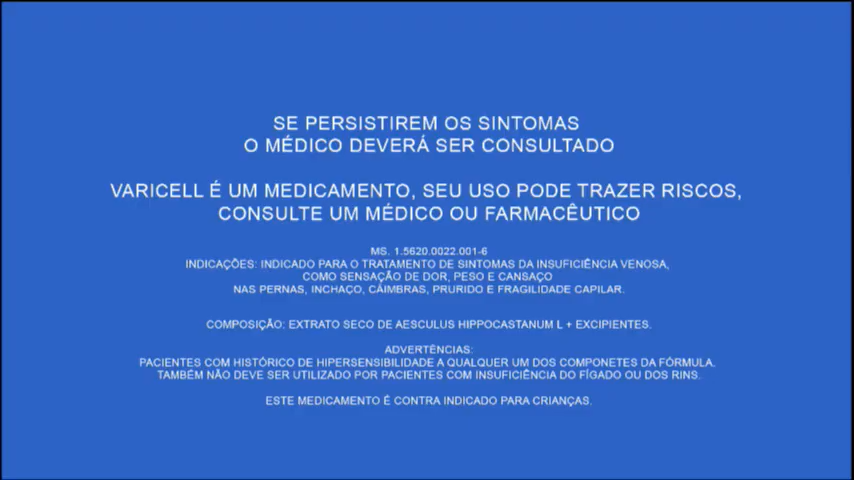 SE PERSISTIREM OS SINTOMAS
O MÉDICO DEVERÁ SER CONSULTADO
VARICELL É UM MEDICAMENTO, SEU USO PODE TRAZER RISCOS,
CONSULTE UM MÉDICO OU FARMACÊUTICO
MS. 1.5620.0022.001-6
INDICAÇÕES: INDICADO PARA O TRATAMENTO DE SINTOMAS DA INSUFICIÊNCIA VENOSA,
COMO SENSAÇÃO DE DOR, PESO E CANSAÇO
NAS PERNAS, INCHAÇO, CÂIMBRAS, PRURIDO E FRAGILIDADE CAPILAR.
COMPOSIÇÃO: EXTRATO SECO DE AESCULUS HIPPOCASTANUM L + EXCIPIENTES.
ADVERTÊNCIAS:
PACIENTES COM HISTÓRICO DE HIPERSENSIBILIDADE A QUALQUER UM DOS COMPONETES DA FÓRMULA.
TAMBÉM NÃO DEVE SER UTILIZADO POR PACIENTES COM INSUFICIÊNCIA DO FÍGADO OU DOS RINS.
ESTE MEDICAMENTO É CONTRA INDICADO PARA CRIANÇAS.